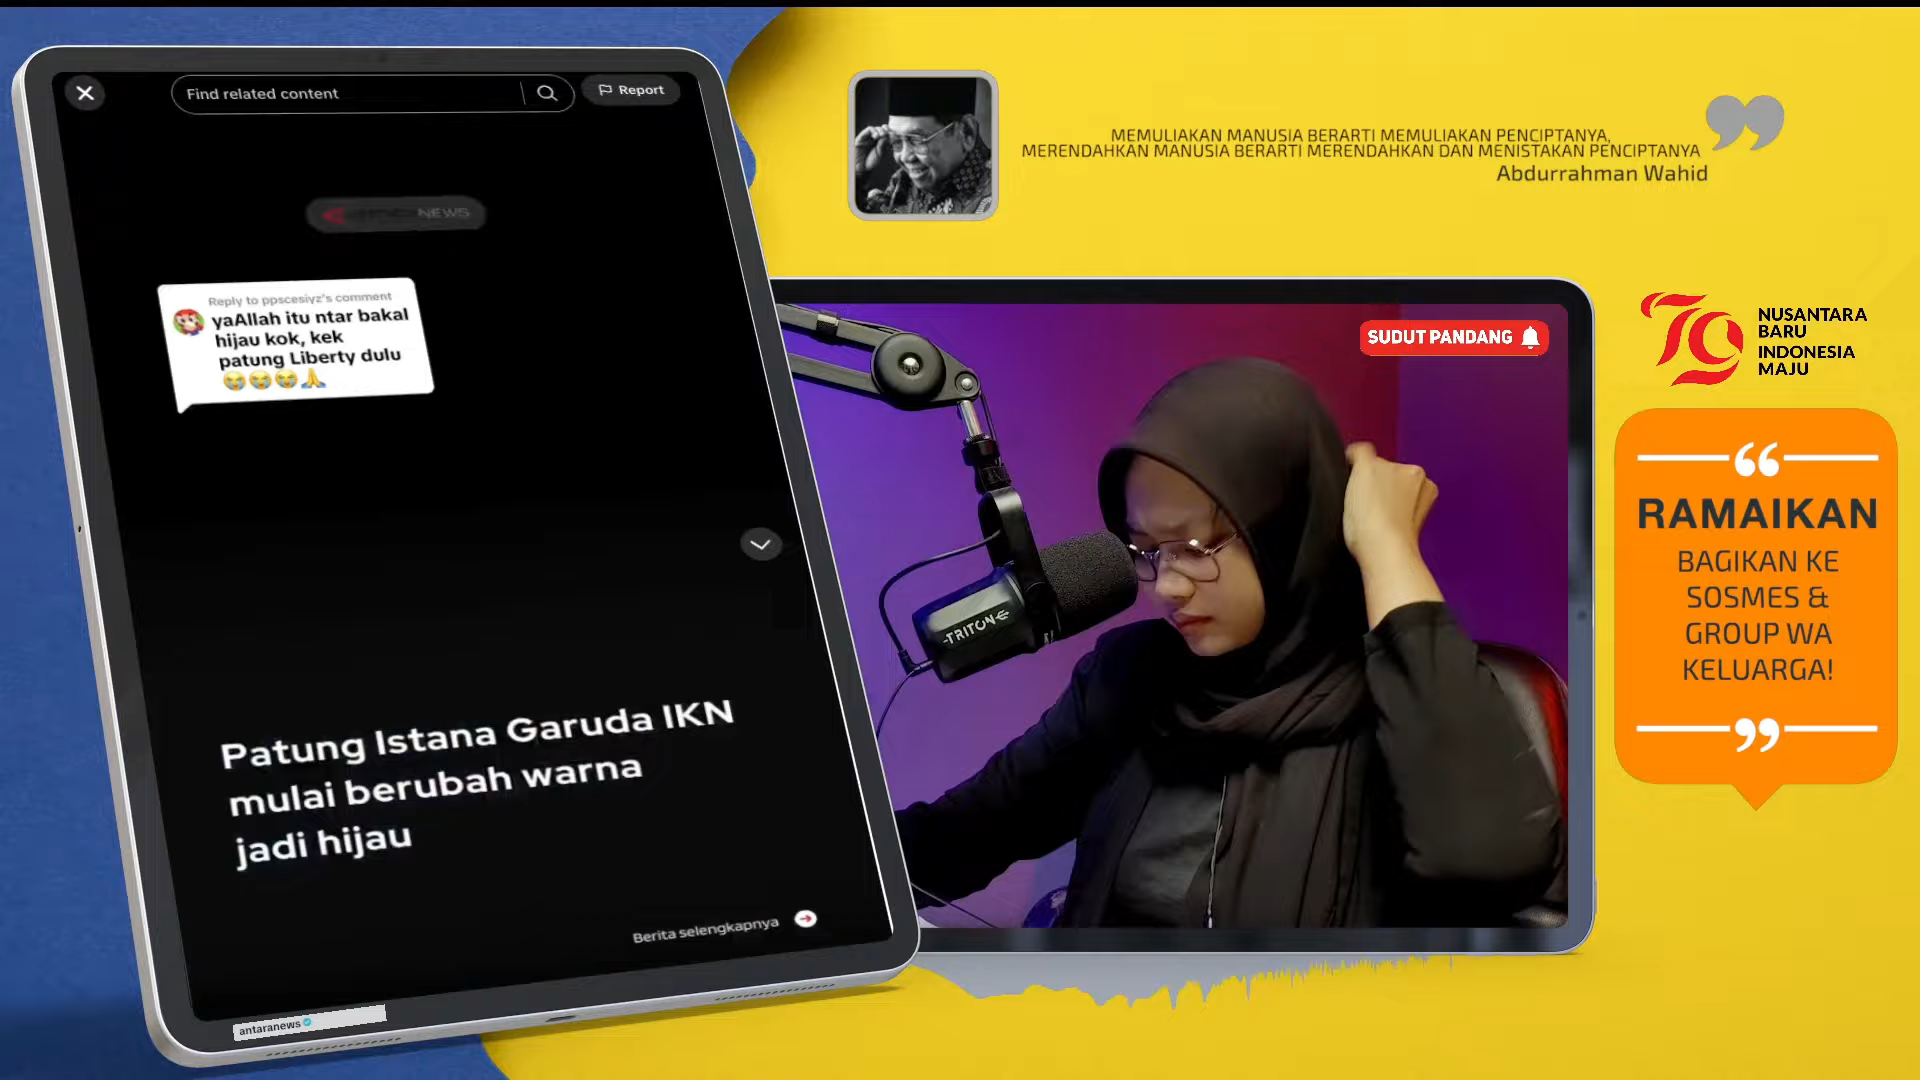 Find related content
Report
NEWS
Reply to ppscesiyz's comment
yaAllah itu ntar bakal
hijau kok, kek
patung Liberty dulu
😭😭😭🙏
Patung Istana Garuda IKN
mulai berubah warna
jadi hijau
Berita selengkapnya
antaranews
MEMULIAKAN MANUSIA BERARTI MEMULIAKAN PENCIPTANYA,
MERENDAHKAN MANUSIA BERARTI MERENDAHKAN DAN MENISTAKAN PENCIPTANYA
Abdurrahman Wahid
SUDUT PANDANG
TRITON
79
NUSANTARA
BARU
INDONESIA
MAJU
RAMAIKAN
BAGIKAN KE
SOSMES &
GROUP WA
KELUARGA!